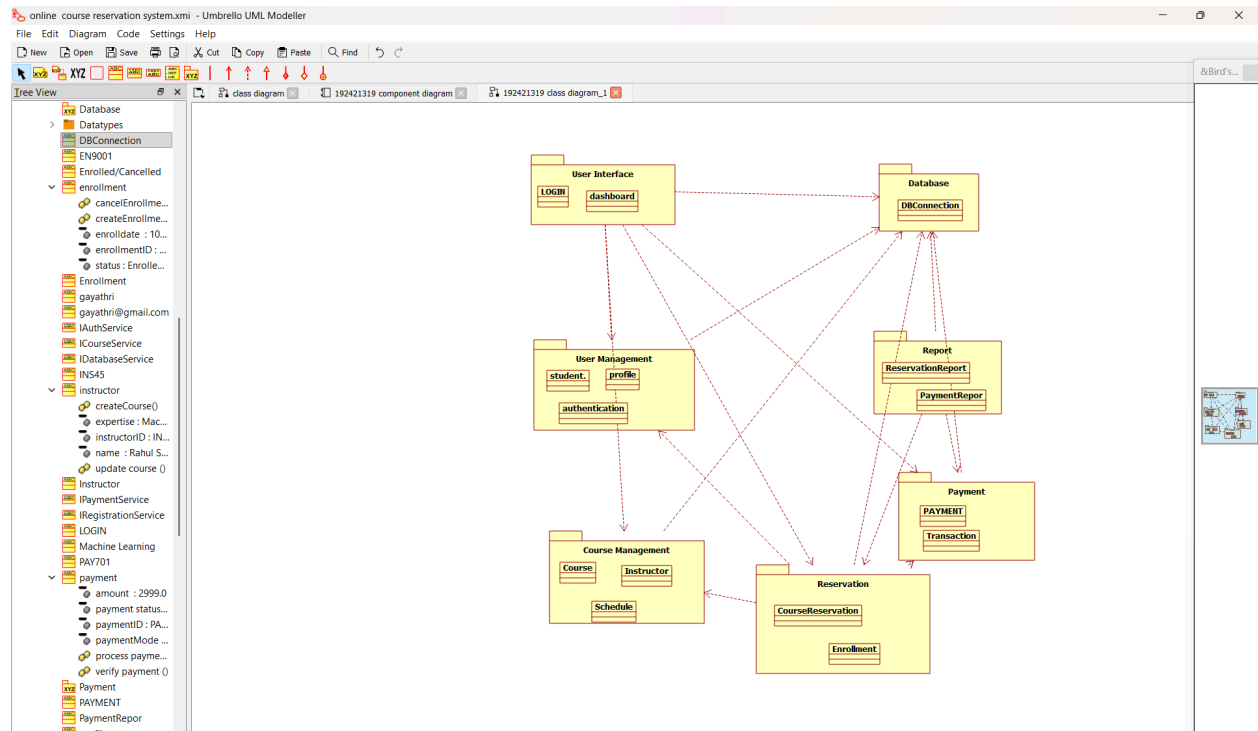 online course reservation system.xmi - Umbrello UML Modeller
File Edit Diagram Code Settings Help
New Open Save Cut Copy Paste Find
XYZ
&Bird's...
Tree View
class diagram
192421319 component diagram
192421319 class diagram_1
Database
Datatypes
DBConnection
EN9001
Enrolled/Cancelled
enrollment
cancelEnrollme...
createEnrollme...
enrolldate : 10...
enrollmentID : ...
status : Enrolle...
Enrollment
gayathri
gayathri@gmail.com
IAuthService
ICourseService
IDatabaseService
INS45
instructor
createCourse()
expertise : Mac...
instructorID : IN...
name : Rahul S...
update course ()
Instructor
IPaymentService
IRegistrationService
LOGIN
Machine Learning
PAY701
payment
amount : 2999.0
payment status...
paymentID : PA...
paymentMode ...
process payme...
verify payment ()
Payment
PAYMENT
PaymentRepor
User Interface
LOGIN
dashboard
Database
DBConnection
User Management
student.
profile
authentication
Report
ReservationReport
PaymentRepor
Payment
PAYMENT
Transaction
Course Management
Course
Instructor
Schedule
Reservation
CourseReservation
Enrollment